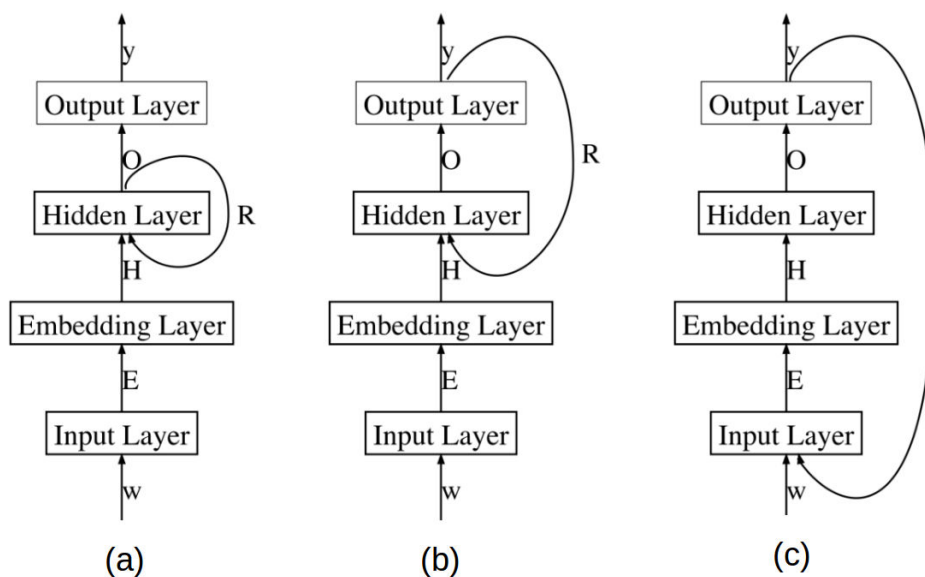 y
Output Layer
O
Hidden Layer
R
H
Embedding Layer
E
Input Layer
w
(a)
y
Output Layer
R
O
Hidden Layer
H
Embedding Layer
E
Input Layer
w
(b)
y
Output Layer
O
Hidden Layer
H
Embedding Layer
E
Input Layer
w
(c)